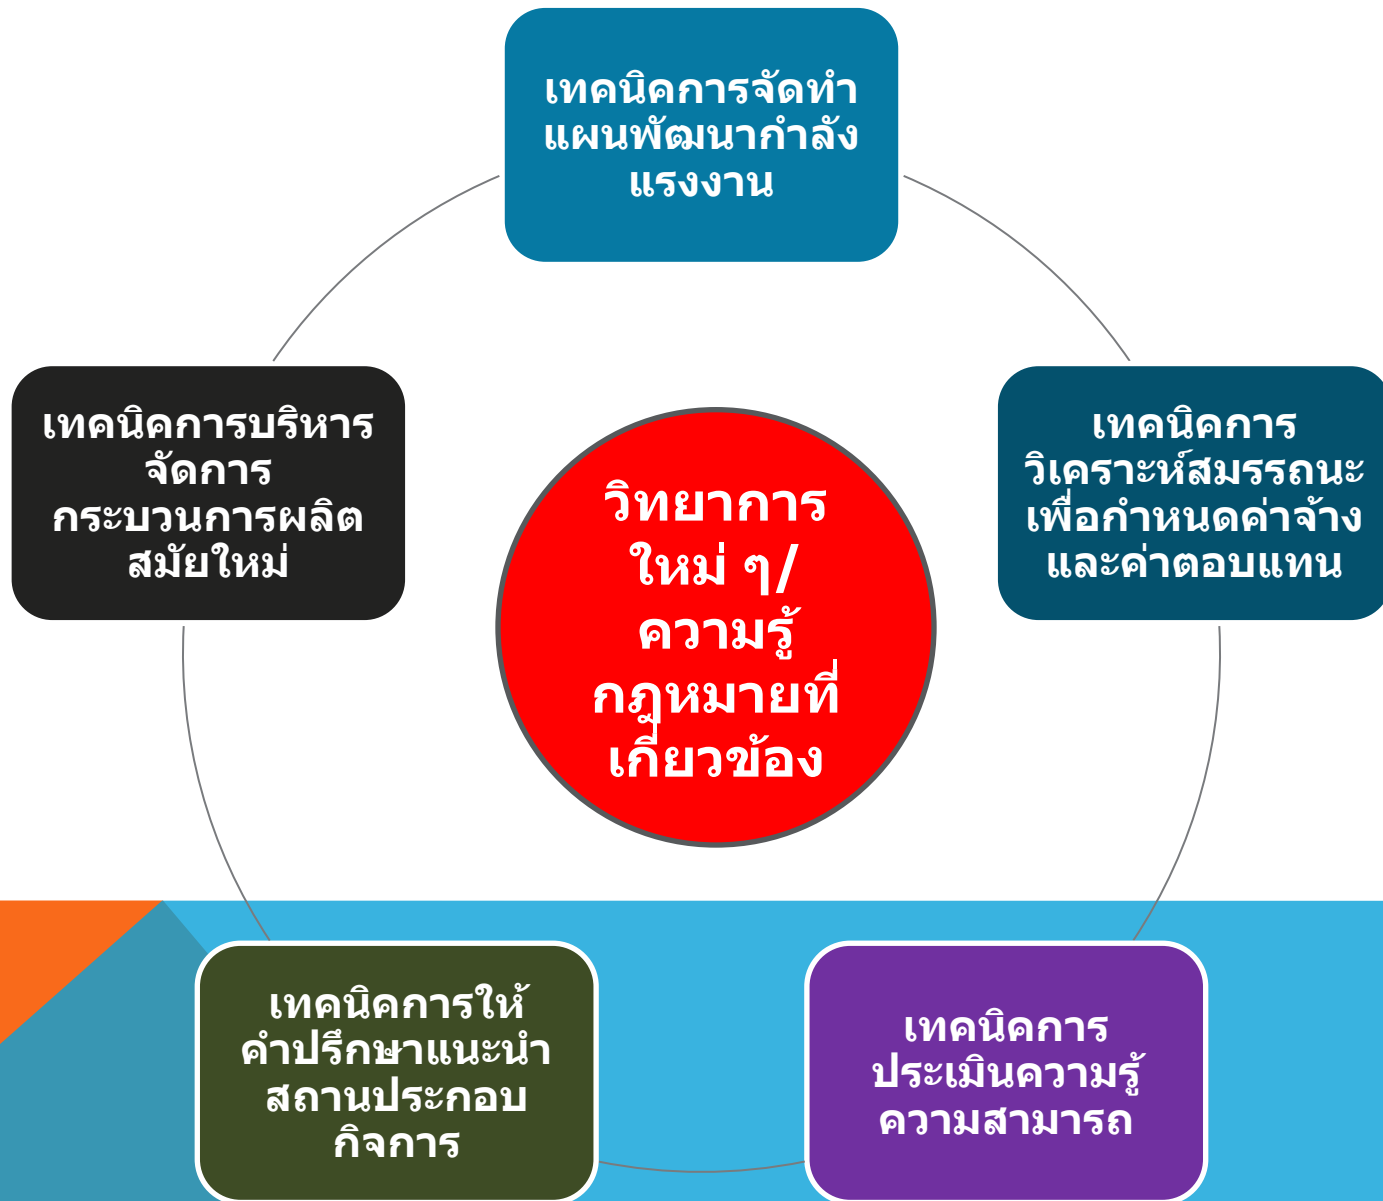 เทคนิคการจัดทำ
แผนพัฒนากำลัง
แรงงาน
เทคนิคการบริหาร
จัดการ
กระบวนการผลิต
สมัยใหม่
วิทยาการ
ใหม่ ๆ/
ความรู้
กฎหมายที่
เกี่ยวข้อง
เทคนิคการ
วิเคราะห์สมรรถนะ
เพื่อกำหนดค่าจ้าง
และค่าตอบแทน
เทคนิคการให้
คำปรึกษาแนะนำ
สถานประกอบ
กิจการ
เทคนิคการ
ประเมินความรู้
ความสามารถ